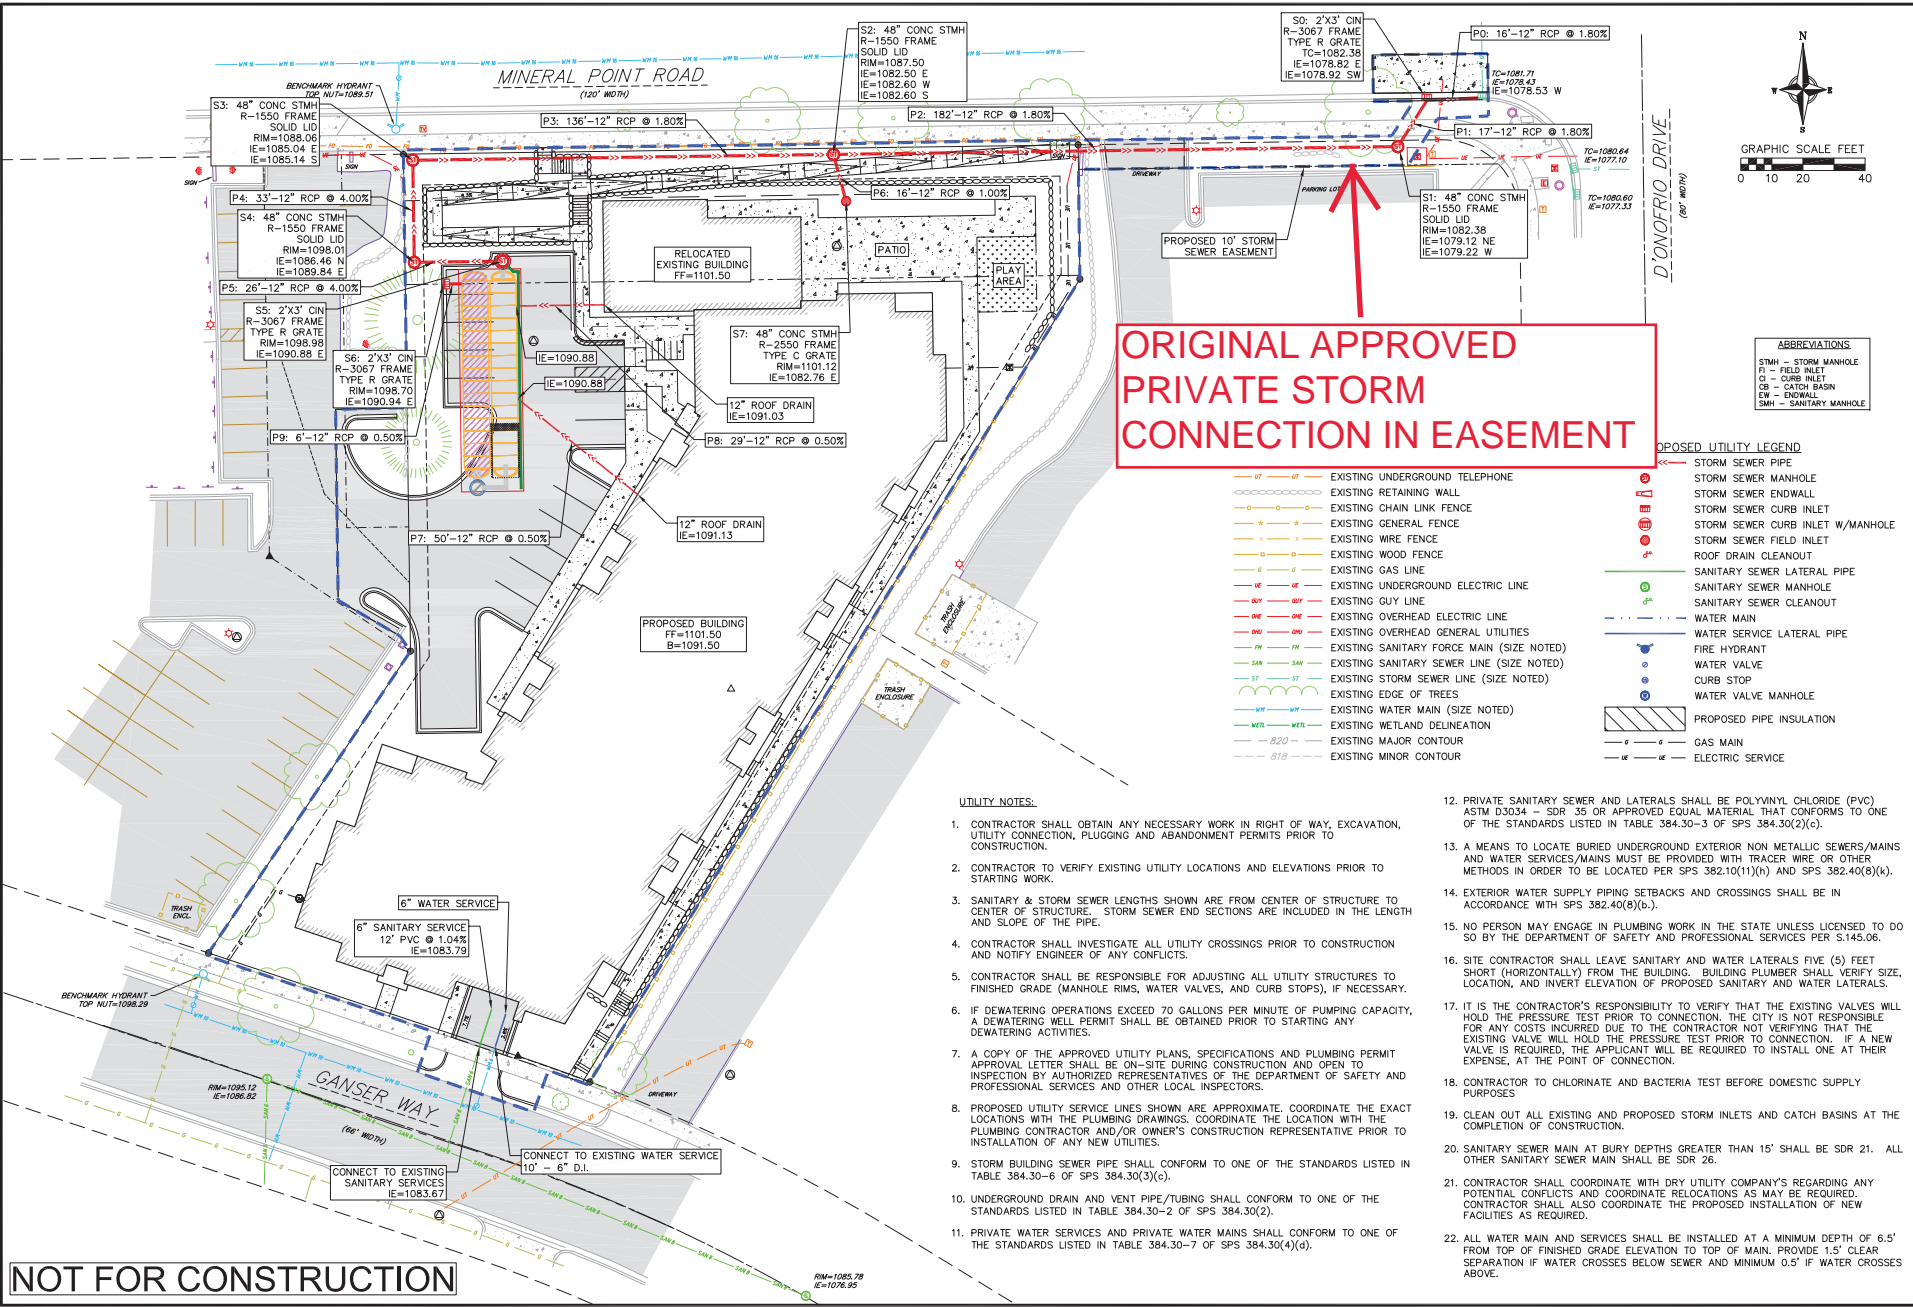 MINERAL POINT ROAD
(120' WIDTH)
BENCHMARK HYDRANT
TOP NUT=1089.51
S3: 48" CONC STMH
R-1550 FRAME
SOLID LID
RIM=1088.06
IE=1085.04 E
IE=1085.14 S
S2: 48" CONC STMH
R-1550 FRAME
SOLID LID
RIM=1087.50
IE=1082.50 E
IE=1082.60 W
IE=1082.60 S
S0: 2'X3' CIN
R-3067 FRAME
TYPE R GRATE
TC=1082.38
IE=1078.82 E
IE=1078.92 SW
P0: 16'-12" RCP @ 1.80%
TC=1081.71
IE=1078.43
IE=1078.53 W
P3: 136'-12" RCP @ 1.80%
P2: 182'-12" RCP @ 1.80%
P1: 17'-12" RCP @ 1.80%
TC=1080.64
IE=1077.10
TC=1080.60
IE=1077.33
D'ONOFRIO DRIVE
(80' WIDTH)
N
W
E
S
GRAPHIC SCALE FEET
0 10 20 40
SIGN
SIGN
SIGN
DRIVEWAY
PARKING LOT
P4: 33'-12" RCP @ 4.00%
S4: 48" CONC STMH
R-1550 FRAME
SOLID LID
RIM=1098.01
IE=1086.46 N
IE=1089.84 E
P5: 26'-12" RCP @ 4.00%
S5: 2'X3' CIN
R-3067 FRAME
TYPE R GRATE
RIM=1098.98
IE=1090.88 E
S6: 2'X3' CIN
R-3067 FRAME
TYPE R GRATE
RIM=1098.70
IE=1090.94 E
P9: 6'-12" RCP @ 0.50%
P6: 16'-12" RCP @ 1.00%
RELOCATED
EXISTING BUILDING
FF=1101.50
PATIO
PLAY
AREA
PROPOSED 10' STORM
SEWER EASEMENT
S1: 48" CONC STMH
R-1550 FRAME
SOLID LID
RIM=1082.38
IE=1079.12 NE
IE=1079.22 W
S7: 48" CONC STMH
R-2550 FRAME
TYPE C GRATE
RIM=1101.12
IE=1082.76 E
IE=1090.88
IE=1090.88
12" ROOF DRAIN
IE=1091.03
P8: 29'-12" RCP @ 0.50%
12" ROOF DRAIN
IE=1091.13
P7: 50'-12" RCP @ 0.50%
PROPOSED BUILDING
FF=1101.50
B=1091.50
TRASH
ENCLOSURE
TRASH
ENCLOSURE
ORIGINAL APPROVED
PRIVATE STORM
CONNECTION IN EASEMENT
ABBREVIATIONS
STMH - STORM MANHOLE
FI - FIELD INLET
CI - CURB INLET
CB - CATCH BASIN
EW - ENDWALL
SMH - SANITARY MANHOLE
EXISTING UNDERGROUND TELEPHONE
EXISTING RETAINING WALL
EXISTING CHAIN LINK FENCE
EXISTING GENERAL FENCE
EXISTING WIRE FENCE
EXISTING WOOD FENCE
EXISTING GAS LINE
EXISTING UNDERGROUND ELECTRIC LINE
EXISTING GUY LINE
EXISTING OVERHEAD ELECTRIC LINE
EXISTING OVERHEAD GENERAL UTILITIES
EXISTING SANITARY FORCE MAIN (SIZE NOTED)
EXISTING SANITARY SEWER LINE (SIZE NOTED)
EXISTING STORM SEWER LINE (SIZE NOTED)
EXISTING EDGE OF TREES
EXISTING WATER MAIN (SIZE NOTED)
EXISTING WETLAND DELINEATION
820 EXISTING MAJOR CONTOUR
818 EXISTING MINOR CONTOUR
OPOSED UTILITY LEGEND
STORM SEWER PIPE
STORM SEWER MANHOLE
STORM SEWER ENDWALL
STORM SEWER CURB INLET
STORM SEWER CURB INLET W/MANHOLE
STORM SEWER FIELD INLET
ROOF DRAIN CLEANOUT
SANITARY SEWER LATERAL PIPE
SANITARY SEWER MANHOLE
SANITARY SEWER CLEANOUT
WATER MAIN
WATER SERVICE LATERAL PIPE
FIRE HYDRANT
WATER VALVE
CURB STOP
WATER VALVE MANHOLE
PROPOSED PIPE INSULATION
GAS MAIN
ELECTRIC SERVICE
TRASH
ENCL.
6" WATER SERVICE
6" SANITARY SERVICE
12' PVC @ 1.04%
IE=1083.79
BENCHMARK HYDRANT
TOP NUT=1098.29
RIM=1095.12
IE=1086.82
GANSER WAY
(66' WIDTH)
DRIVEWAY
CONNECT TO EXISTING
SANITARY SERVICES
IE=1083.67
CONNECT TO EXISTING WATER SERVICE
10' - 6" D.I.
RIM=1085.78
IE=1076.95
NOT FOR CONSTRUCTION
UTILITY NOTES:
1. CONTRACTOR SHALL OBTAIN ANY NECESSARY WORK IN RIGHT OF WAY, EXCAVATION,
UTILITY CONNECTION, PLUGGING AND ABANDONMENT PERMITS PRIOR TO
CONSTRUCTION.
2. CONTRACTOR TO VERIFY EXISTING UTILITY LOCATIONS AND ELEVATIONS PRIOR TO
STARTING WORK.
3. SANITARY & STORM SEWER LENGTHS SHOWN ARE FROM CENTER OF STRUCTURE TO
CENTER OF STRUCTURE. STORM SEWER END SECTIONS ARE INCLUDED IN THE LENGTH
AND SLOPE OF THE PIPE.
4. CONTRACTOR SHALL INVESTIGATE ALL UTILITY CROSSINGS PRIOR TO CONSTRUCTION
AND NOTIFY ENGINEER OF ANY CONFLICTS.
5. CONTRACTOR SHALL BE RESPONSIBLE FOR ADJUSTING ALL UTILITY STRUCTURES TO
FINISHED GRADE (MANHOLE RIMS, WATER VALVES, AND CURB STOPS), IF NECESSARY.
6. IF DEWATERING OPERATIONS EXCEED 70 GALLONS PER MINUTE OF PUMPING CAPACITY,
A DEWATERING WELL PERMIT SHALL BE OBTAINED PRIOR TO STARTING ANY
DEWATERING ACTIVITIES.
7. A COPY OF THE APPROVED UTILITY PLANS, SPECIFICATIONS AND PLUMBING PERMIT
APPROVAL LETTER SHALL BE ON-SITE DURING CONSTRUCTION AND OPEN TO
INSPECTION BY AUTHORIZED REPRESENTATIVES OF THE DEPARTMENT OF SAFETY AND
PROFESSIONAL SERVICES AND OTHER LOCAL INSPECTORS.
8. PROPOSED UTILITY SERVICE LINES SHOWN ARE APPROXIMATE. COORDINATE THE EXACT
LOCATIONS WITH THE PLUMBING DRAWINGS. COORDINATE THE LOCATION WITH THE
PLUMBING CONTRACTOR AND/OR OWNER'S CONSTRUCTION REPRESENTATIVE PRIOR TO
INSTALLATION OF ANY NEW UTILITIES.
9. STORM BUILDING SEWER PIPE SHALL CONFORM TO ONE OF THE STANDARDS LISTED IN
TABLE 384.30-6 OF SPS 384.30(3)(c).
10. UNDERGROUND DRAIN AND VENT PIPE/TUBING SHALL CONFORM TO ONE OF THE
STANDARDS LISTED IN TABLE 384.30-2 OF SPS 384.30(2).
11. PRIVATE WATER SERVICES AND PRIVATE WATER MAINS SHALL CONFORM TO ONE OF
THE STANDARDS LISTED IN TABLE 384.30-7 OF SPS 384.30(4)(d).
12. PRIVATE SANITARY SEWER AND LATERALS SHALL BE POLYVINYL CHLORIDE (PVC)
ASTM D3034 - SDR 35 OR APPROVED EQUAL MATERIAL THAT CONFORMS TO ONE
OF THE STANDARDS LISTED IN TABLE 384.30-3 OF SPS 384.30(2)(c).
13. A MEANS TO LOCATE BURIED UNDERGROUND EXTERIOR NON METALLIC SEWERS/MAINS
AND WATER SERVICES/MAINS MUST BE PROVIDED WITH TRACER WIRE OR OTHER
METHODS IN ORDER TO BE LOCATED PER SPS 382.10(11)(h) AND SPS 382.40(8)(k).
14. EXTERIOR WATER SUPPLY PIPING SETBACKS AND CROSSINGS SHALL BE IN
ACCORDANCE WITH SPS 382.40(8)(b.).
15. NO PERSON MAY ENGAGE IN PLUMBING WORK IN THE STATE UNLESS LICENSED TO DO
SO BY THE DEPARTMENT OF SAFETY AND PROFESSIONAL SERVICES PER S.145.06.
16. SITE CONTRACTOR SHALL LEAVE SANITARY AND WATER LATERALS FIVE (5) FEET
SHORT (HORIZONTALLY) FROM THE BUILDING. BUILDING PLUMBER SHALL VERIFY SIZE,
LOCATION, AND INVERT ELEVATION OF PROPOSED SANITARY AND WATER LATERALS.
17. IT IS THE CONTRACTOR'S RESPONSIBILITY TO VERIFY THAT THE EXISTING VALVES WILL
HOLD THE PRESSURE TEST PRIOR TO CONNECTION. THE CITY IS NOT RESPONSIBLE
FOR ANY COSTS INCURRED DUE TO THE CONTRACTOR NOT VERIFYING THAT THE
EXISTING VALVE WILL HOLD THE PRESSURE TEST PRIOR TO CONNECTION. IF A NEW
VALVE IS REQUIRED, THE APPLICANT WILL BE REQUIRED TO INSTALL ONE AT THEIR
EXPENSE, AT THE POINT OF CONNECTION.
18. CONTRACTOR TO CHLORINATE AND BACTERIA TEST BEFORE DOMESTIC SUPPLY
PURPOSES
19. CLEAN OUT ALL EXISTING AND PROPOSED STORM INLETS AND CATCH BASINS AT THE
COMPLETION OF CONSTRUCTION.
20. SANITARY SEWER MAIN AT BURY DEPTHS GREATER THAN 15' SHALL BE SDR 21. ALL
OTHER SANITARY SEWER MAIN SHALL BE SDR 26.
21. CONTRACTOR SHALL COORDINATE WITH DRY UTILITY COMPANY'S REGARDING ANY
POTENTIAL CONFLICTS AND COORDINATE RELOCATIONS AS MAY BE REQUIRED.
CONTRACTOR SHALL ALSO COORDINATE THE PROPOSED INSTALLATION OF NEW
FACILITIES AS REQUIRED.
22. ALL WATER MAIN AND SERVICES SHALL BE INSTALLED AT A MINIMUM DEPTH OF 6.5'
FROM TOP OF FINISHED GRADE ELEVATION TO TOP OF MAIN. PROVIDE 1.5' CLEAR
SEPARATION IF WATER CROSSES BELOW SEWER AND MINIMUM 0.5' IF WATER CROSSES
ABOVE.